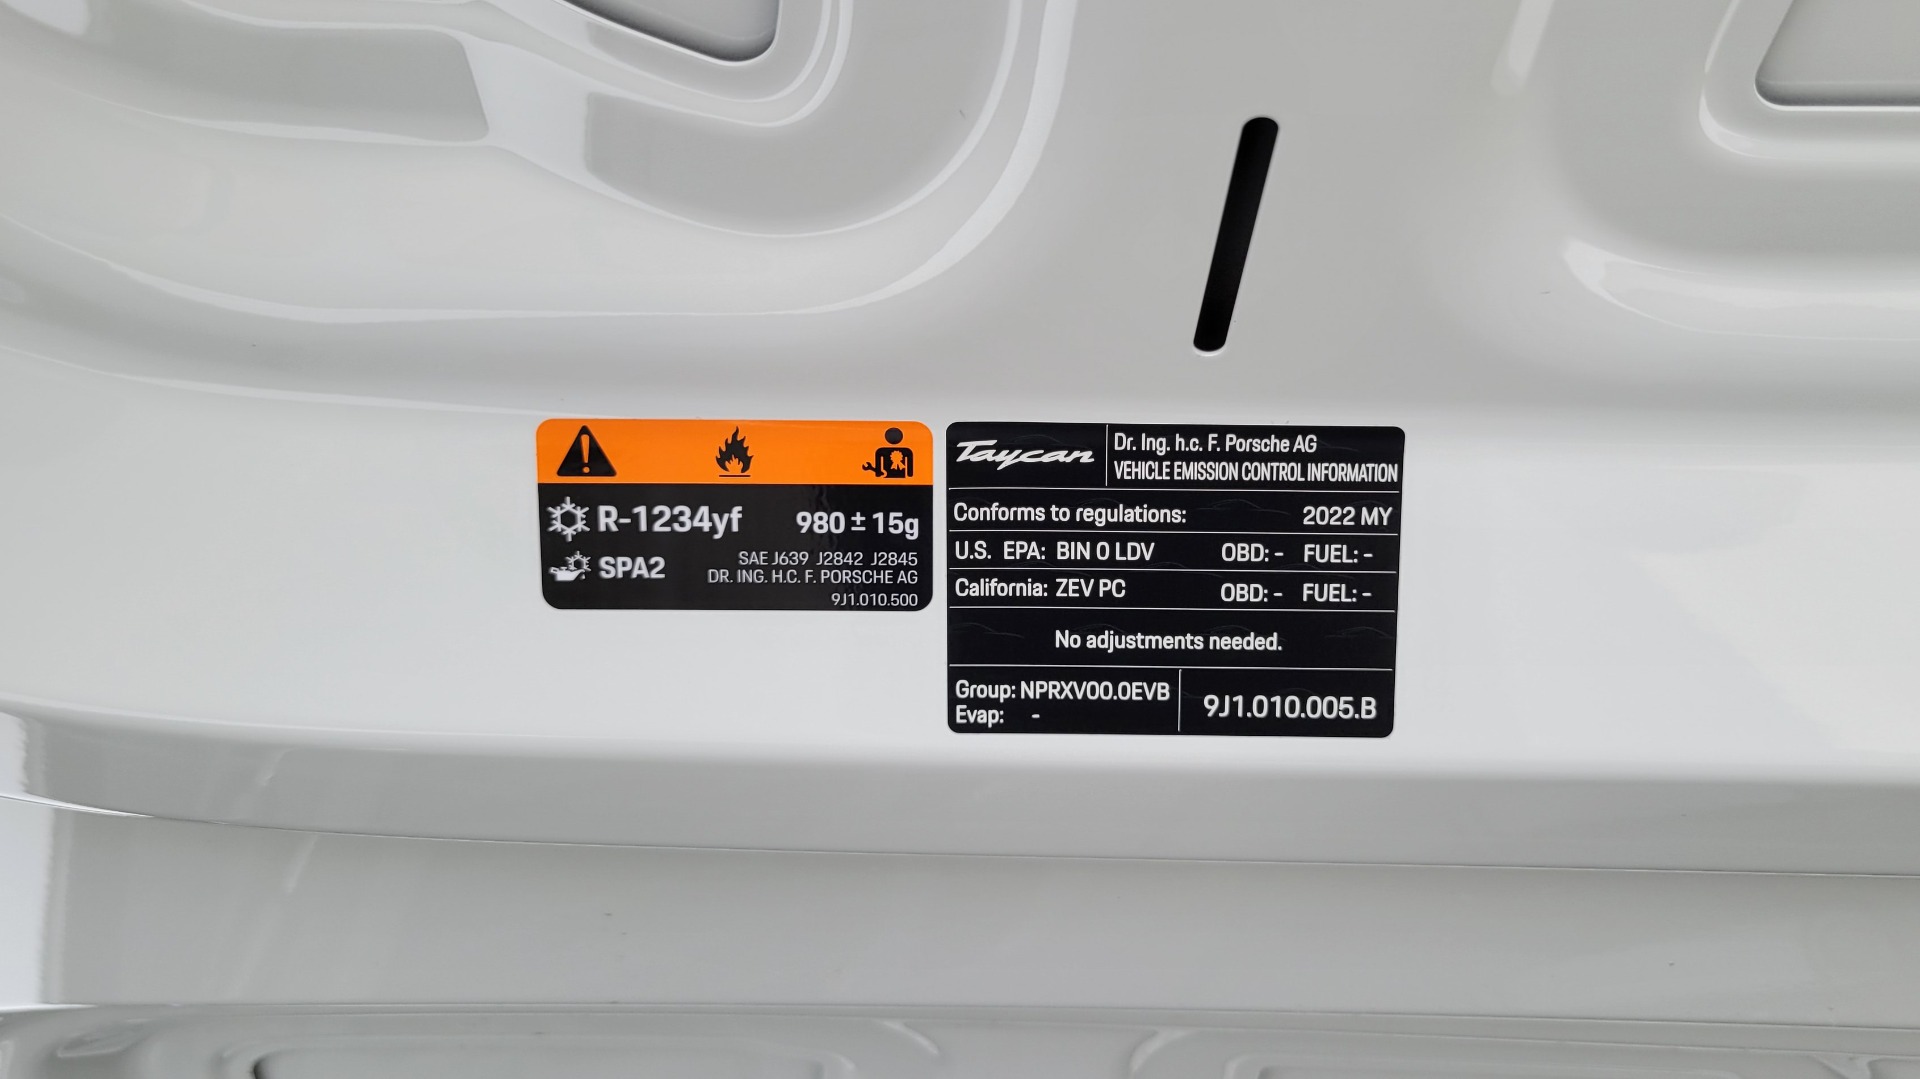 R-1234yf 980 ± 15g
SPA2
SAE J639 J2842 J2845
DR. ING. H.C. F. PORSCHE AG
9J1.010.500
Taycan
Dr. Ing. h.c. F. Porsche AG
VEHICLE EMISSION CONTROL INFORMATION
Conforms to regulations: 2022 MY
U.S. EPA: BIN 0 LDV OBD: - FUEL: -
California: ZEV PC OBD: - FUEL: -
No adjustments needed.
Group: NPRXV00.0EVB
Evap: -
9J1.010.005.B